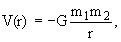 V(r) = -G m₁m₂/r,